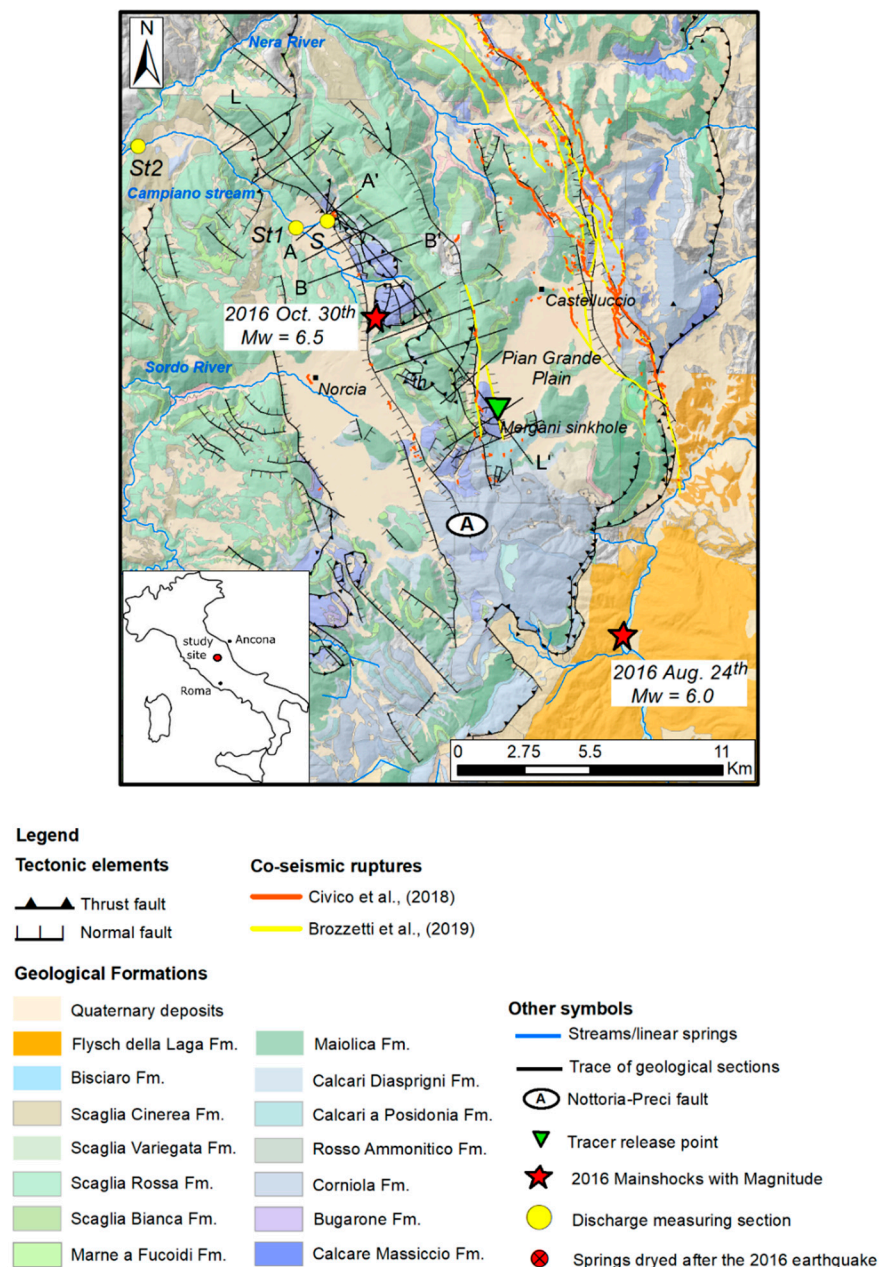 N
Nera River
L
St2
Campiano stream
A'
St1
S
A
B'
B
2016 Oct. 30th
Mw = 6.5
Castelluccio
Pian Grande
Plain
Sordo River
Norcia
Mergani sinkhole
L'
A
Ancona
study
site
Roma
2016 Aug. 24th
Mw = 6.0
0 2.75 5.5 11
Km
Legend
Tectonic elements
Thrust fault
Normal fault
Co-seismic ruptures
Civico et al., (2018)
Brozzetti et al., (2019)
Geological Formations
Quaternary deposits
Flysch della Laga Fm.
Bisciaro Fm.
Scaglia Cinerea Fm.
Scaglia Variegata Fm.
Scaglia Rossa Fm.
Scaglia Bianca Fm.
Marne a Fucoidi Fm.
Maiolica Fm.
Calcari Diasprigni Fm.
Calcari a Posidonia Fm.
Rosso Ammonitico Fm.
Corniola Fm.
Bugarone Fm.
Calcare Massiccio Fm.
Other symbols
Streams/linear springs
Trace of geological sections
A Nottoria-Preci fault
Tracer release point
2016 Mainshocks with Magnitude
Discharge measuring section
Springs dryed after the 2016 earthquake